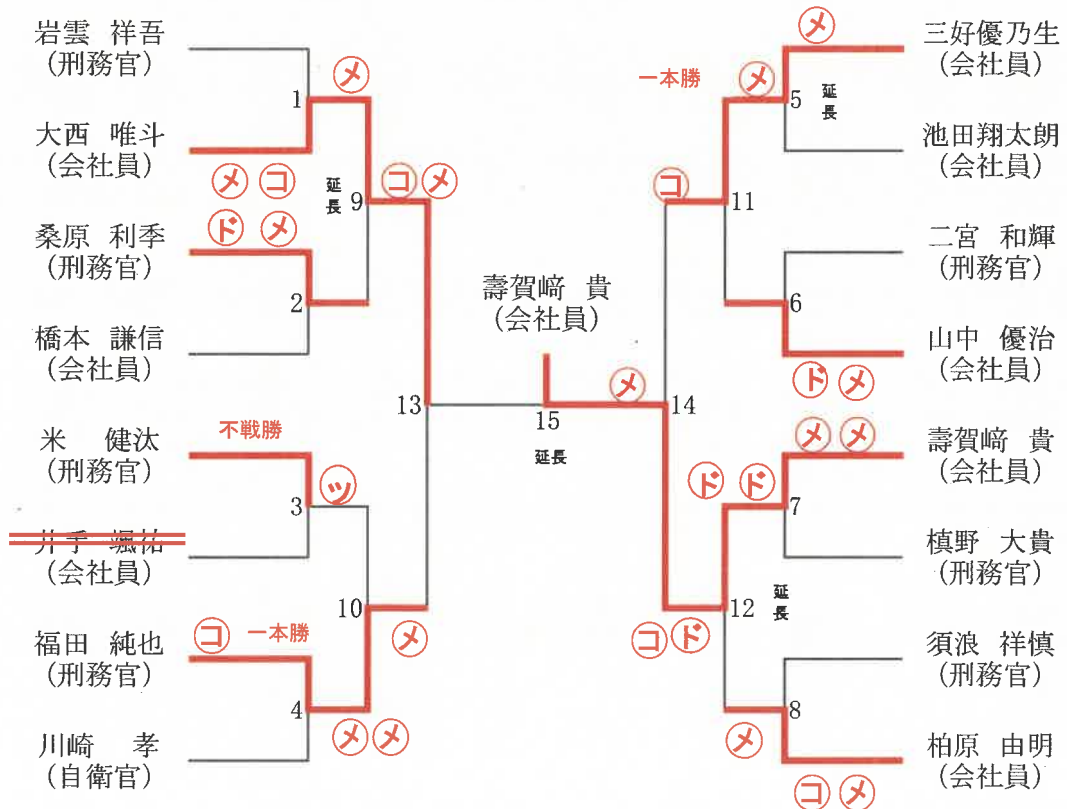 岩雲 祥吾
(刑務官)
1
メ
大西 唯斗
(会社員)
メ コ
延長
9
コ メ
桑原 利季
(刑務官)
ド メ
2
橋本 謙信
(会社員)
13
米 健汰
(刑務官)
不戦勝
3
ツ
井手 颯祐
(会社員)
10
メ
福田 純也
(刑務官)
コ 一本勝
4
メ メ
川崎 孝
(自衛官)
壽賀﨑 貴
(会社員)
15
延長
メ
14
三好優乃生
(会社員)
メ
一本勝
メ
5
延長
池田翔太朗
(会社員)
コ
11
二宮 和輝
(刑務官)
6
山中 優治
(会社員)
ド メ
壽賀﨑 貴
(会社員)
メ メ
ド ド
7
槙野 大貴
(刑務官)
コ ド
12
延長
須浪 祥慎
(刑務官)
メ
8
柏原 由明
(会社員)
コ メ